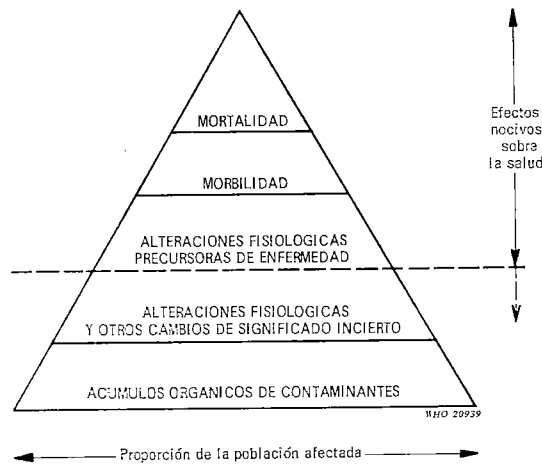 MORTALIDAD
MORBILIDAD
ALTERACIONES FISIOLOGICAS
PRECURSORAS DE ENFERMEDAD
ALTERACIONES FISIOLOGICAS
Y OTROS CAMBIOS DE SIGNIFICADO INCIERTO
ACUMULOS ORGANICOS DE CONTAMINANTES
Efectos
nocivos
sobre
la salud
WHO 20939
Proporción de la población afectada